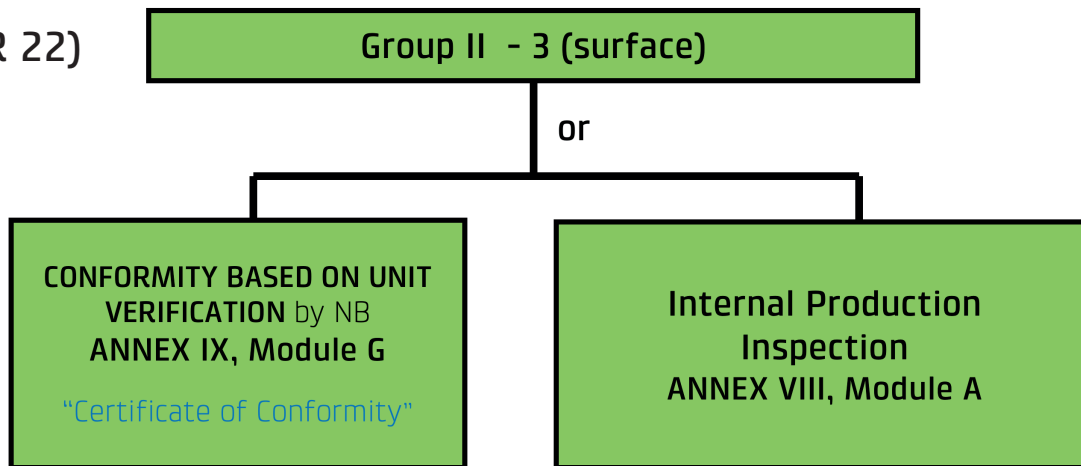 R 22)
Group II - 3 (surface)
or
CONFORMITY BASED ON UNIT
VERIFICATION by NB
ANNEX IX, Module G
“Certificate of Conformity”
Internal Production
Inspection
ANNEX VIII, Module A